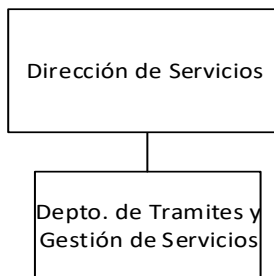 Dirección de Servicios
Depto. de Tramites y
Gestión de Servicios